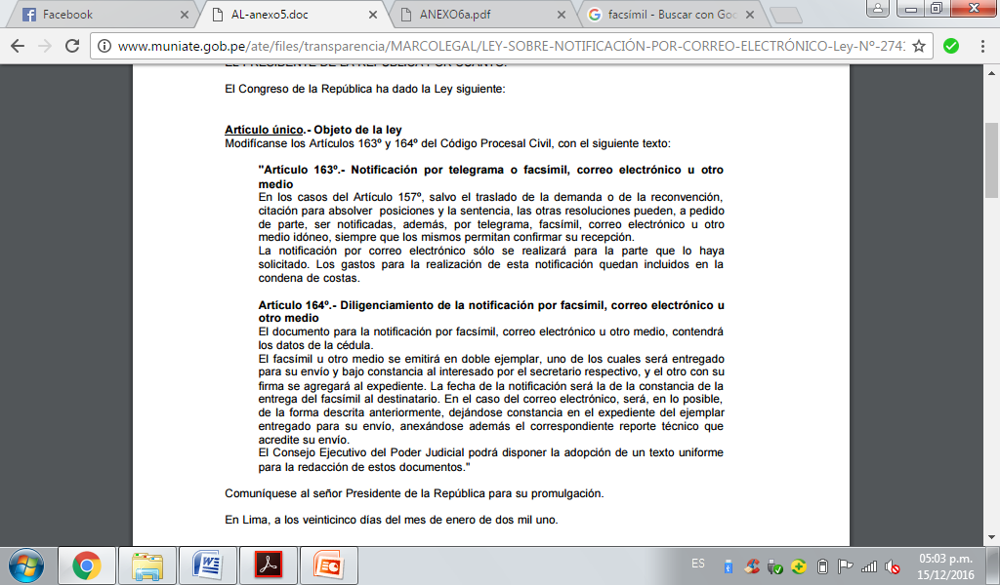 Facebook
AL-anexo5.doc
ANEXO6a.pdf
facsímil - Buscar con Goo
www.muniate.gob.pe/ate/files/transparencia/MARCOLEGAL/LEY-SOBRE-NOTIFICACIÓN-POR-CORREO-ELECTRÓNICO-Ley-Nº-2741
EL PRESIDENTE DE LA REPÚBLICA POR CUANTO:
El Congreso de la República ha dado la Ley siguiente:
Artículo único.- Objeto de la ley
Modifícanse los Artículos 163º y 164º del Código Procesal Civil, con el siguiente texto:
"Artículo 163º.- Notificación por telegrama o facsímil, correo electrónico u otro
medio
En los casos del Artículo 157º, salvo el traslado de la demanda o de la reconvención,
citación para absolver posiciones y la sentencia, las otras resoluciones pueden, a pedido
de parte, ser notificadas, además, por telegrama, facsímil, correo electrónico u otro
medio idóneo, siempre que los mismos permitan confirmar su recepción.
La notificación por correo electrónico sólo se realizará para la parte que lo haya
solicitado. Los gastos para la realización de esta notificación quedan incluidos en la
condena de costas.
Artículo 164º.- Diligenciamiento de la notificación por facsímil, correo electrónico u
otro medio
El documento para la notificación por facsímil, correo electrónico u otro medio, contendrá
los datos de la cédula.
El facsímil u otro medio se emitirá en doble ejemplar, uno de los cuales será entregado
para su envío y bajo constancia al interesado por el secretario respectivo, y el otro con su
firma se agregará al expediente. La fecha de la notificación será la de la constancia de la
entrega del facsímil al destinatario. En el caso del correo electrónico, será, en lo posible,
de la forma descrita anteriormente, dejándose constancia en el expediente del ejemplar
entregado para su envío, anexándose además el correspondiente reporte técnico que
acredite su envío.
El Consejo Ejecutivo del Poder Judicial podrá disponer la adopción de un texto uniforme
para la redacción de estos documentos."
Comuníquese al señor Presidente de la República para su promulgación.
En Lima, a los veinticinco días del mes de enero de dos mil uno.
ES
05:03 p.m.
15/12/2016